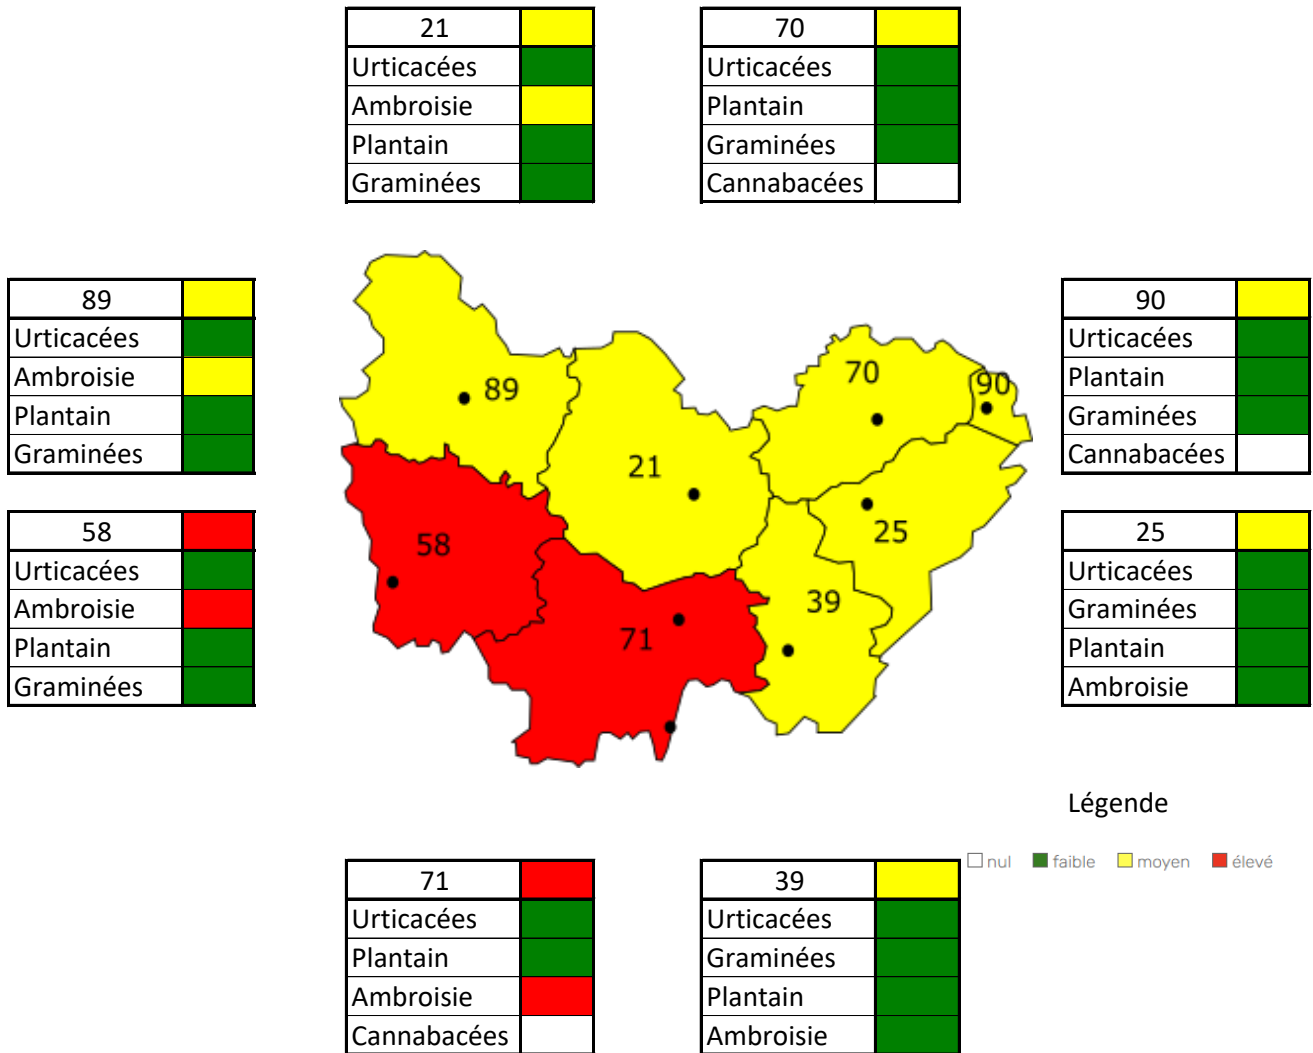 21
Urticacées
Ambroisie
Plantain
Graminées
70
Urticacées
Plantain
Graminées
Cannabacées
89
Urticacées
Ambroisie
Plantain
Graminées
58
Urticacées
Ambroisie
Plantain
Graminées
89
21
70
90
58
25
71
39
90
Urticacées
Plantain
Graminées
Cannabacées
25
Urticacées
Graminées
Plantain
Ambroisie
Légende
nul faible moyen élevé
71
Urticacées
Plantain
Ambroisie
Cannabacées
39
Urticacées
Graminées
Plantain
Ambroisie